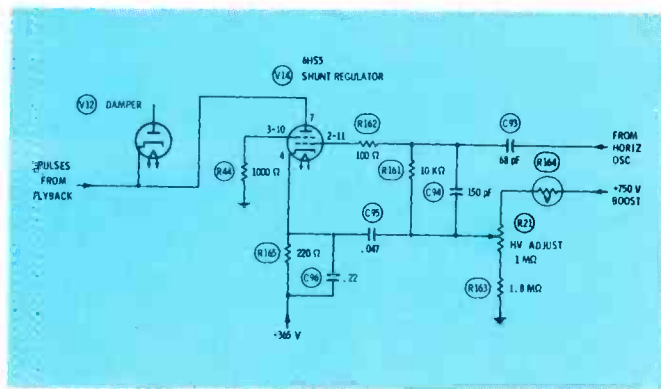 6HS5
V14 SHUNT REGULATOR
V12 DAMPER
7
3-10
2-11
4
R162
100 Ω
C93
68 pF
FROM
HORIZ
OSC
PULSES
FROM
FLYBACK
R44
1000 Ω
R161
10 KΩ
C94
150 pF
R164
+750 V
BOOST
C95
.047
R21
HV ADJUST
1 MΩ
R165
220 Ω
C96
.22
R163
1.8 MΩ
-365 V